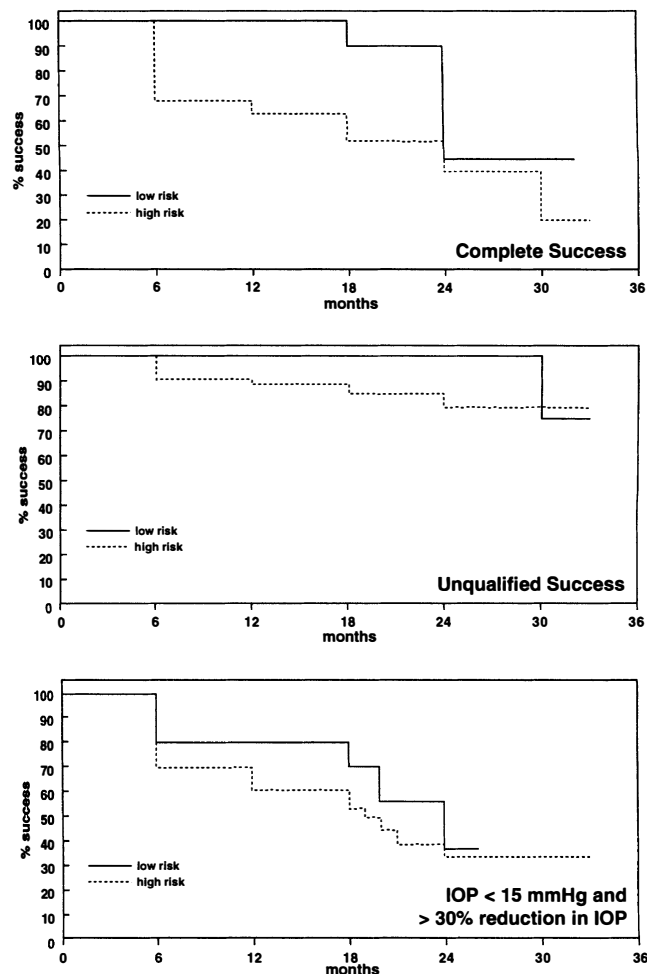 100
90
80
70
60
50
40
30
20
10
0
% success
low risk
high risk
Complete Success
0 6 12 18 24 30 36
months
100
90
80
70
60
50
40
30
20
10
0
% success
low risk
high risk
Unqualified Success
0 6 12 18 24 30 36
months
100
90
80
70
60
50
40
30
20
10
0
% success
low risk
high risk
IOP < 15 mmHg and
> 30% reduction in IOP
0 6 12 18 24 30 36
months